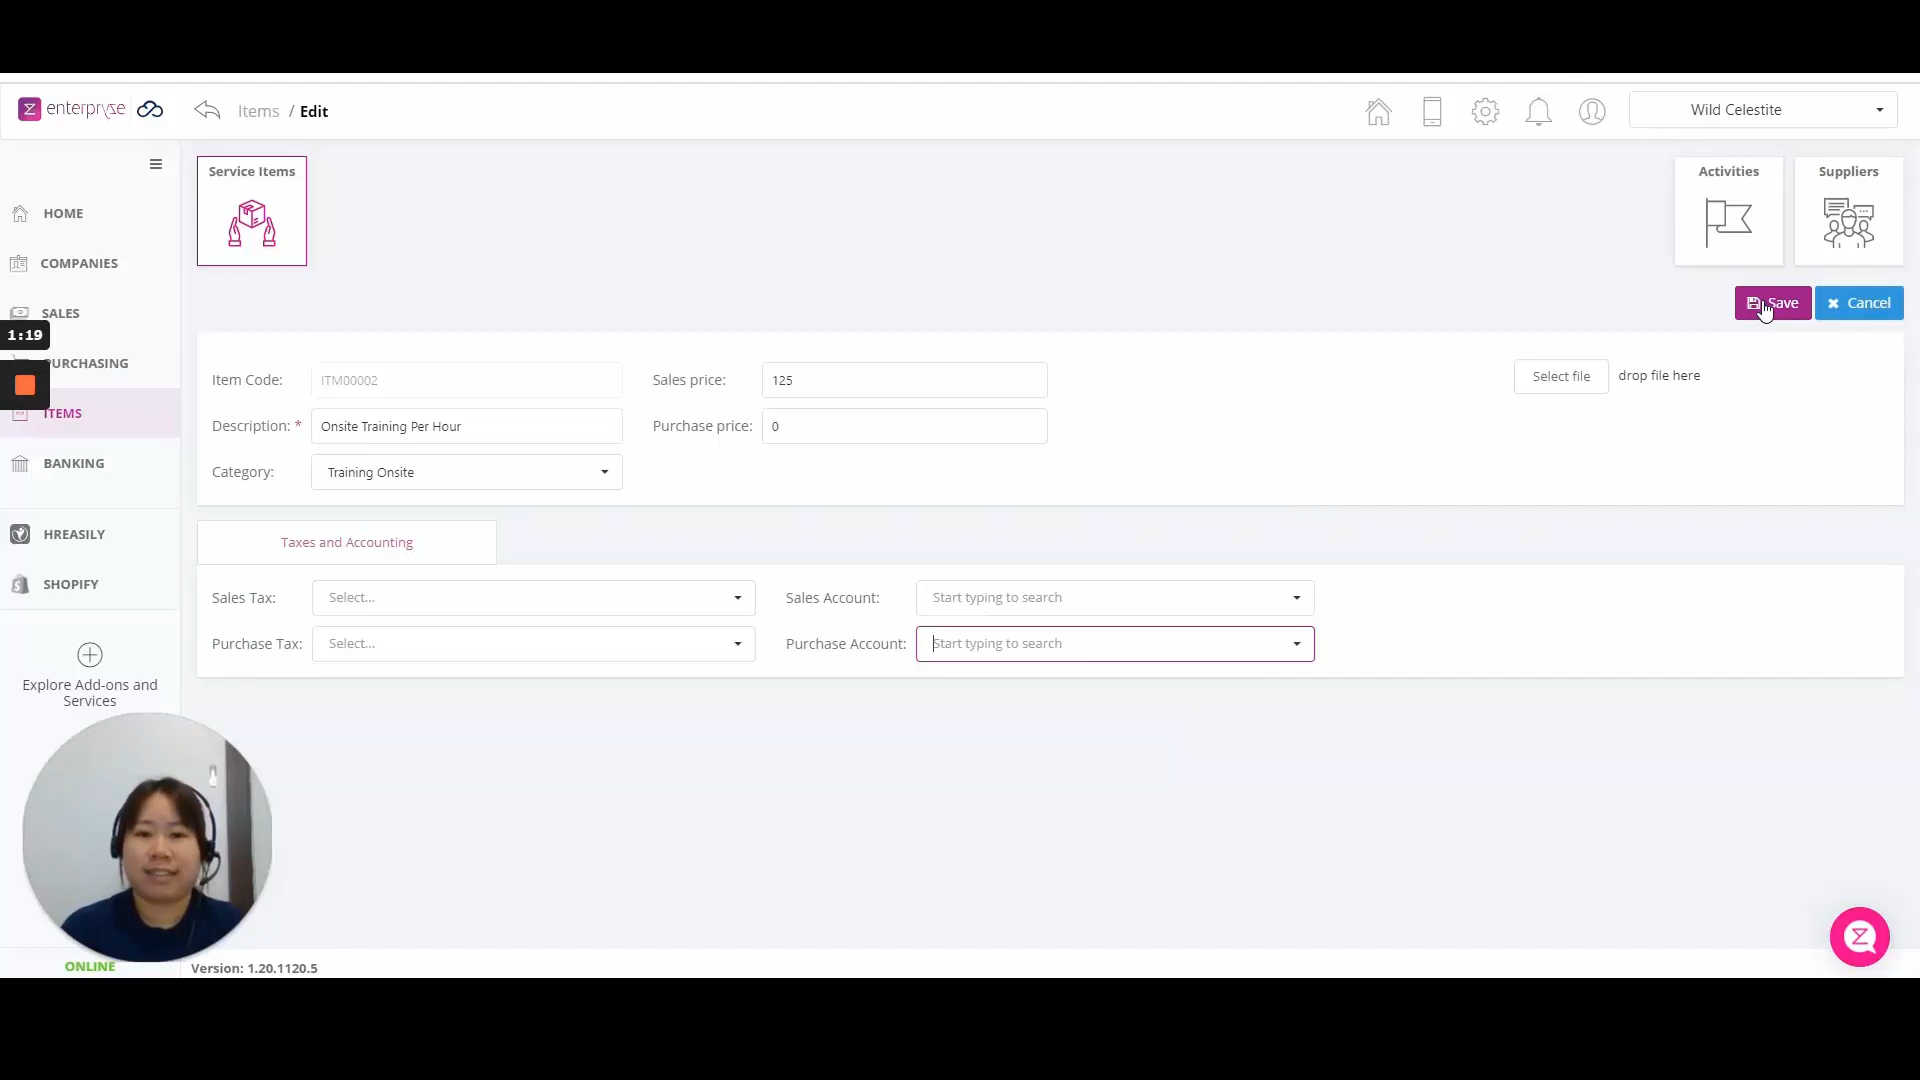 enterpryze
Items / Edit
Wild Celestite
Service Items
Activities
Suppliers
HOME
COMPANIES
SALES
1:19
PURCHASING
ITEMS
BANKING
HREASILY
SHOPIFY
Explore Add-ons and
Services
Save
Cancel
Item Code:
ITM00002
Sales price:
125
Select file
drop file here
Description: *
Onsite Training Per Hour
Purchase price:
0
Category:
Training Onsite
Taxes and Accounting
Sales Tax:
Select...
Sales Account:
Start typing to search
Purchase Tax:
Select...
Purchase Account:
Start typing to search
ONLINE
Version: 1.20.1120.5